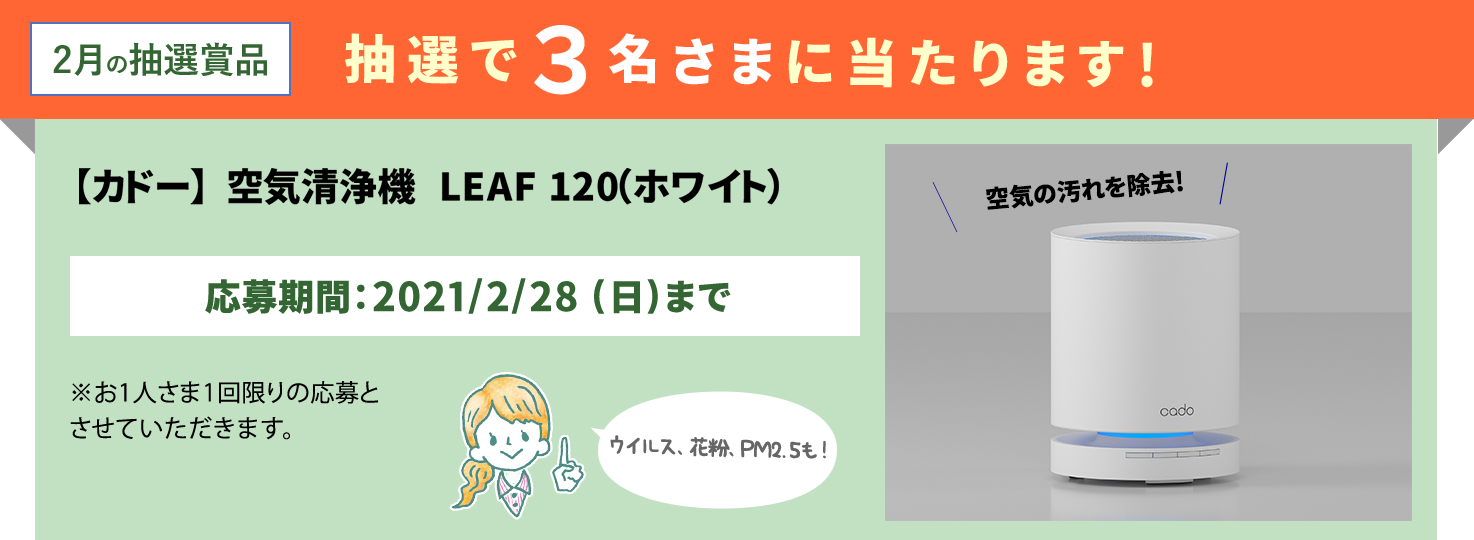 2月の抽選賞品
抽選で3名さまに当たります!
【カドー】空気清浄機 LEAF 120(ホワイト)
応募期間:2021/2/28 (日)まで
※お1人さま1回限りの応募と
させていただきます。
ウイルス、花粉、PM2.5も!
空気の汚れを除去!
cado